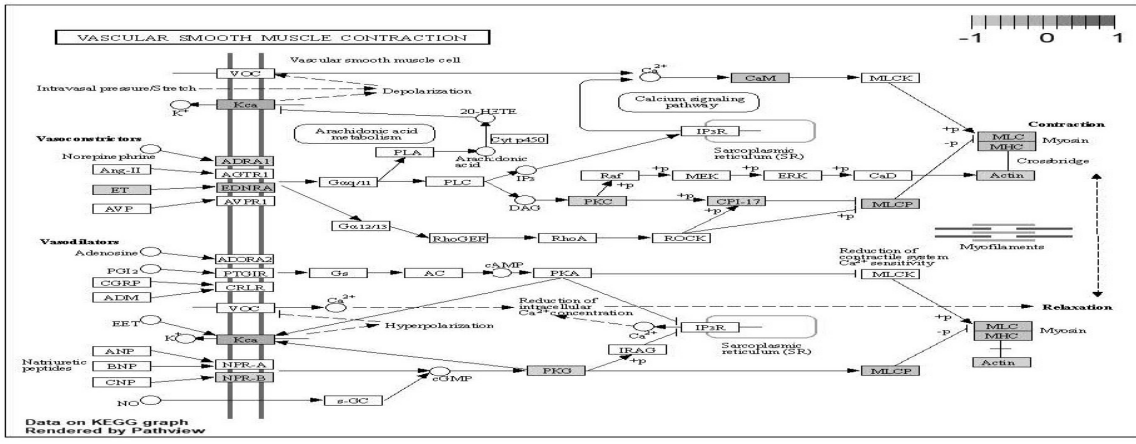 VASCULAR SMOOTH MUSCLE CONTRACTION
-1 0 1
VOC
Vascular smooth muscle cell
Ca2+
CaM
MLCK
Intravasal pressure/Stretch
Depolarization
Kca
K+
20-HETE
Calcium signaling
pathway
Arachidonic acid
metabolism
Cyt p450
IP3R
+p
-p
MLC
MHC
Contraction
Myosin
Vasoconstrictors
Norepinephrine
ADRA1
PLA
Arachidonic
acid
Sarcoplasmic
reticulum (SR)
Crossbridge
Ang-II
AGTR1
Gαq/11
PLC
IP3
Raf
+p
MEK
+p
ERK
+p
CaD
Actin
ET
EDNRA
+p
DAG
PKC
+p
CPI-17
MLCP
AVP
AVPR1
+p
+p
Gα12/13
RhoGEF
RhoA
ROCK
Myofilaments
Vasodilators
Adenosine
ADORA2
Reduction of
contractile system
Ca2+ sensitivity
PGI2
PTGIR
Gs
AC
cAMP
PKA
MLCK
CGRP
CRLR
ADM
VOC
Ca2+
Reduction of
intracellular
Ca2+ concentration
Relaxation
EET
Hyperpolarization
Ca2+
IP3R
+p
-p
MLC
MHC
Myosin
K+
Kca
IRAG
+p
Sarcoplasmic
reticulum (SR)
Actin
Natriuretic
peptides
ANP
BNP
CNP
NPR-A
NPR-B
cGMP
PKG
MLCP
NO
s-GC
Data on KEGG graph
Rendered by Pathview